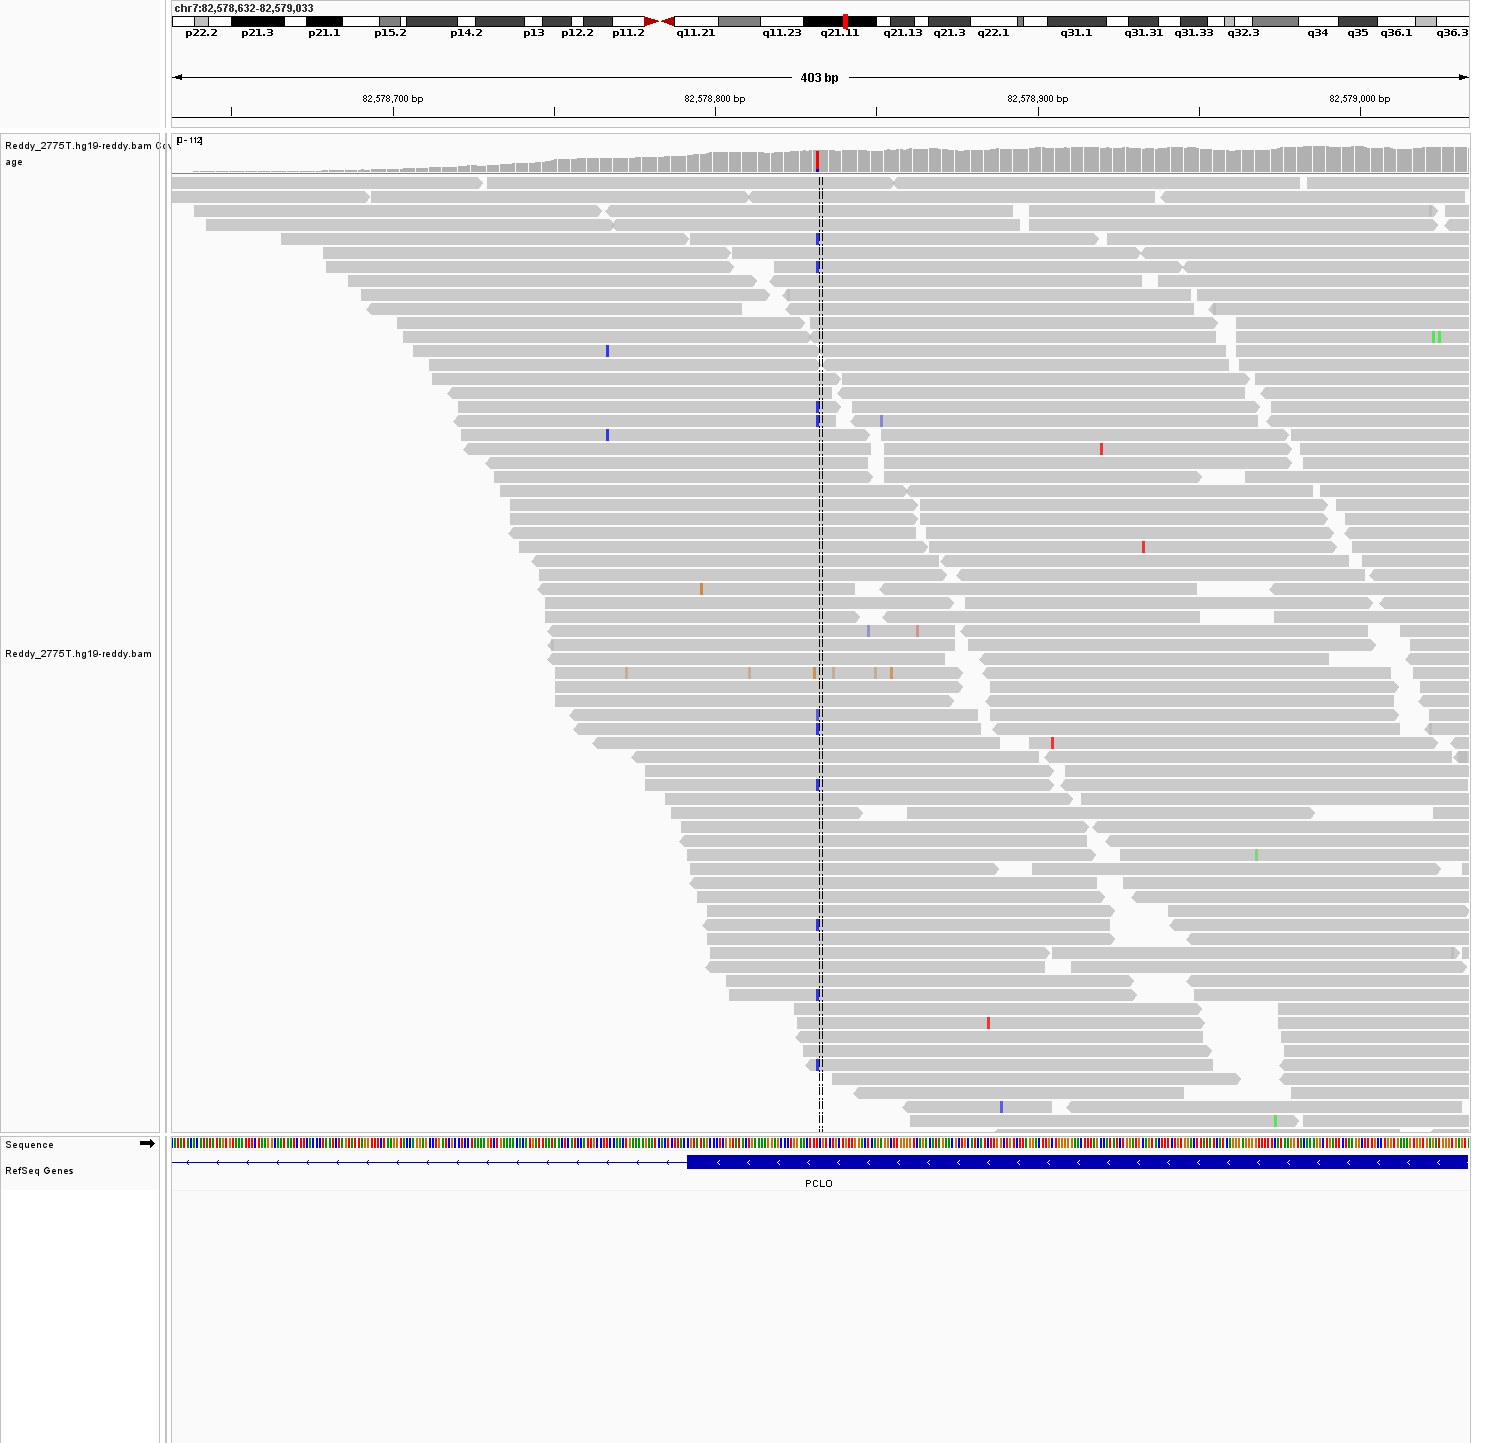 chr7:82,578,632-82,579,033
p22.2 p21.3 p21.1 p15.2 p14.2 p13 p12.2 p11.2 q11.21 q11.23 q21.11 q21.13 q21.3 q22.1 q31.1 q31.31 q31.33 q32.3 q34 q35 q36.1 q36.3
403 bp
82,578,700 bp 82,578,800 bp 82,578,900 bp 82,579,000 bp
[0 - 112]
Reddy_2775T.hg19-reddy.bam Cov
age
Reddy_2775T.hg19-reddy.bam
Sequence
RefSeq Genes
PCLO